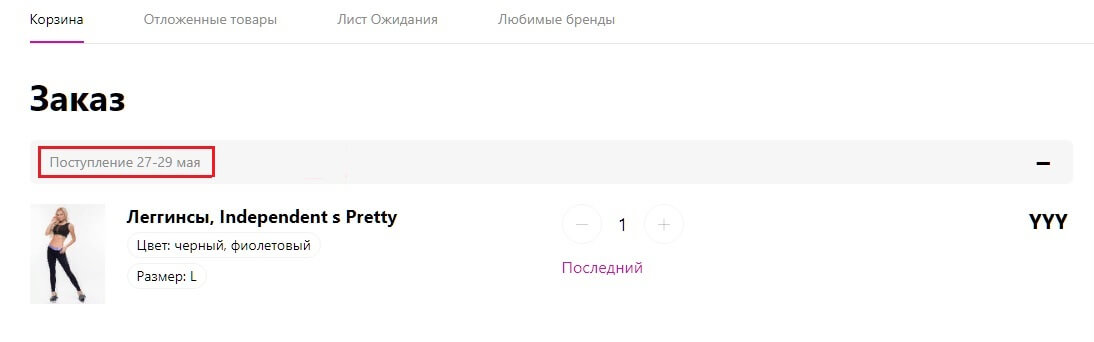 Корзина Отложенные товары Лист Ожидания Любимые бренды
Заказ
Поступление 27-29 мая
Леггинсы, Independent s Pretty
Цвет: черный, фиолетовый
Размер: L
1
YYY
Последний